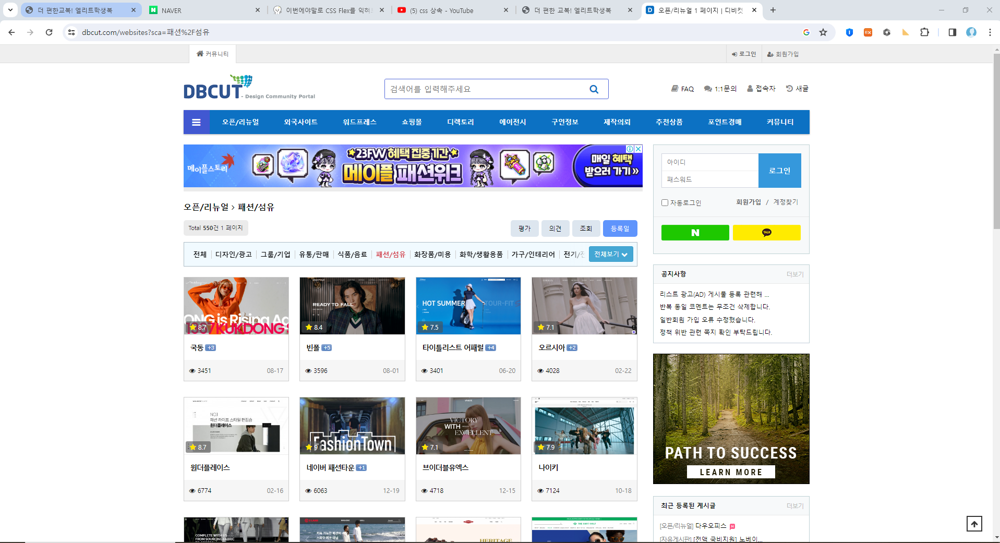 더 편한교복! 엘리트학생복
NAVER
이번에야말로 CSS Flex를 익혀
(5) css 상속 - YouTube
더 편한 교복! 엘리트학생복
오픈/리뉴얼 1 페이지 | 디비컷
dbcut.com/websites?sca=패션%2F섬유
커뮤니티
로그인
회원가입
DBCUT - Design Community Portal
검색어를 입력해주세요
FAQ
1:1문의
접속자
새글
오픈/리뉴얼
외국사이트
워드프레스
쇼핑몰
디렉토리
에이전시
구인정보
제작의뢰
추천상품
포인트경매
커뮤니티
메이플스토리
23FW 혜택 집중기간
메이플 패션위크
매일 혜택
받으러 가기 »
아이디
패스워드
로그인
자동로그인
회원가입 / 계정찾기
N
TALK
오픈/리뉴얼 > 패션/섬유
Total 550건 1 페이지
평가
의견
조회
등록일
전체
디자인/광고
그룹/기업
유통/판매
식품/음료
패션/섬유
화장품/미용
화학/생활용품
가구/인테리어
전기/전
전체보기
공지사항
더보기
리스트 광고(AD) 게시물 등록 관련해 ...
반복 동일 코멘트는 무조건 삭제합니다.
일반회원 가입 오류 수정했습니다.
정책 위반 관련 쪽지 확인 부탁드립니다.
ONG is Rising Ag
KUKDONG
8.7
READY TO FALL
8.4
HOT SUMMER
TOUR-FIT
7.5
7.1
국동 +3
빈폴 +5
타이틀리스트 어패럴 +4
오르시아 +2
3451
08-17
3596
08-01
3401
06-20
4028
02-22
NO.1
패션 라이프 스타일 편집숍
원더플레이스
8.7
FashionTown
9
VICTORY
WITH
EXCELLENT
7.1
7.9
원더플레이스
네이버 패션타운 +1
브이더블유엑스
나이키
6774
02-16
6063
12-19
4718
12-15
7124
10-18
PATH TO SUCCESS
LEARN MORE
최근 등록된 게시글
더보기
[오픈/리뉴얼] 다우오피스 N
[자유게시판] [전액 국비지원] 노베이...
COMPLETE WITH US
FROM SOURCING FABRIC
HERITAGE